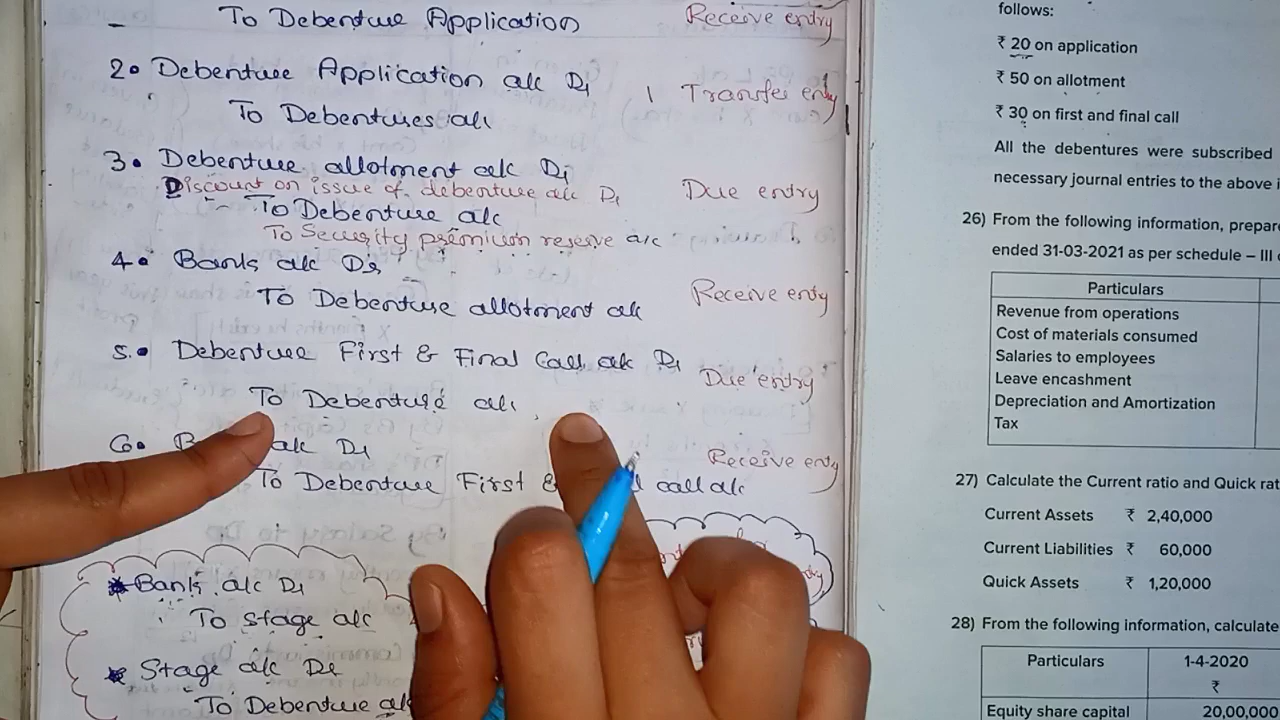 To Debenture Application Receive entry
2. Debenture Application a/c Dr
Transfer entry
To Debentures a/c
3. Debenture allotment a/c Dr
Discount on issue of debenture a/c Dr Due entry
To Debenture a/c
To Security premium reserve a/c
4. Bank a/c Dr
To Debenture allotment a/c Receive enty
5. Debenture First & Final Call a/c Dr
Due entry
To Debenture a/c
6. a/c Dr
Receive enty
To Debenture First & call a/c
Bank a/c Dr
To Stage a/c
Stage a/c Dr
To Debenture a/c
follows:
₹ 20 on application
₹ 50 on allotment
₹ 30 on first and final call
All the debentures were subscribed
necessary journal entries to the above
26) From the following information, prepar
ended 31-03-2021 as per schedule – III
Particulars
Revenue from operations
Cost of materials consumed
Salaries to employees
Leave encashment
Depreciation and Amortization
Tax
27) Calculate the Current ratio and Quick rat
Current Assets ₹ 2,40,000
Current Liabilities ₹ 60,000
Quick Assets ₹ 1,20,000
28) From the following information, calculate
Particulars 1-4-2020
₹
Equity share capital 20,00,000